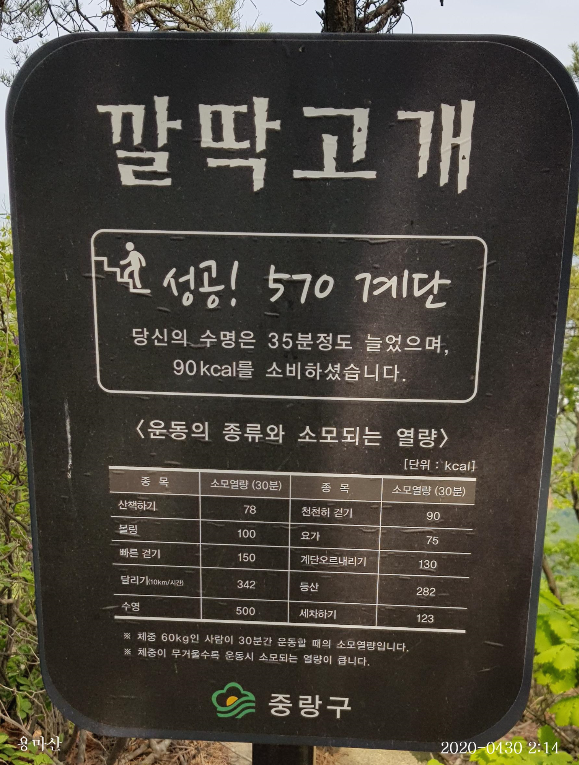 깔딱고개
성공! 570 계단
당신의 수명은 35분정도 늘었으며,
90kcal를 소비하셨습니다.
<운동의 종류와 소모되는 열량>
[단위 : kcal]
종 목 소모열량 (30분) 종 목 소모열량 (30분)
산책하기 78 천천히 걷기 90
볼링 100 요가 75
빠른 걷기 150 계단오르내리기 130
달리기(10km/시간) 342 등산 282
수영 500 세차하기 123
※ 체중 60kg인 사람이 30분간 운동할 때의 소모열량입니다.
※ 체중이 무거울수록 운동시 소모되는 열량이 큽니다.
중랑구
용마산 2020-0430 2:14